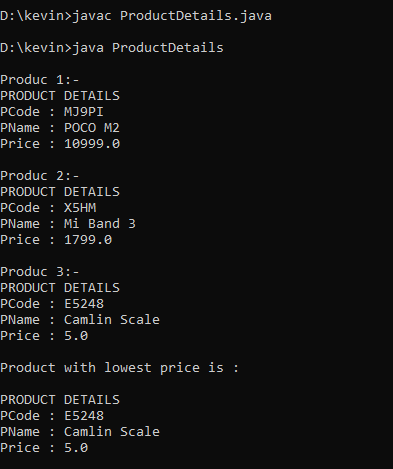 D:\kevin>javac ProductDetails.java
D:\kevin>java ProductDetails
Produc 1:-
PRODUCT DETAILS
PCode : MJ9PI
PName : POCO M2
Price : 10999.0
Produc 2:-
PRODUCT DETAILS
PCode : X5HM
PName : Mi Band 3
Price : 1799.0
Produc 3:-
PRODUCT DETAILS
PCode : E5248
PName : Camlin Scale
Price : 5.0
Product with lowest price is :
PRODUCT DETAILS
PCode : E5248
PName : Camlin Scale
Price : 5.0